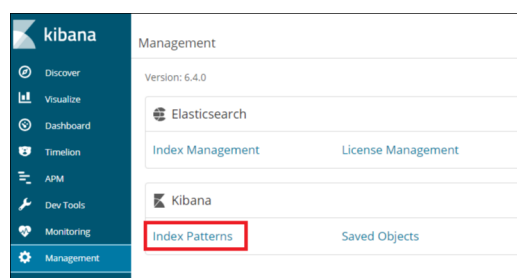 kibana
Discover
Visualize
Dashboard
Timelion
APM
Dev Tools
Monitoring
Management
Management
Version: 6.4.0
Elasticsearch
Index Management License Management
Kibana
Index Patterns Saved Objects